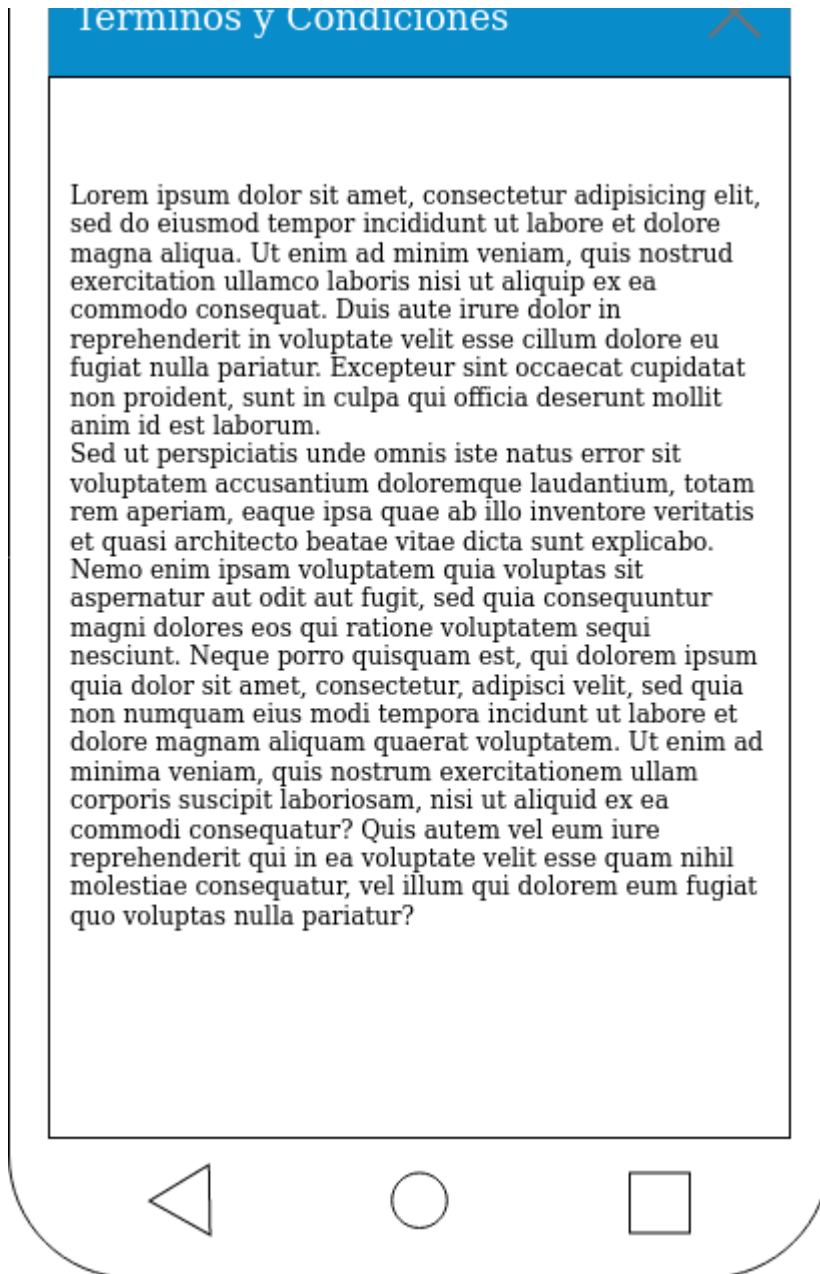 Terminos y Condiciones
Lorem ipsum dolor sit amet, consectetur adipisicing elit,
sed do eiusmod tempor incididunt ut labore et dolore
magna aliqua. Ut enim ad minim veniam, quis nostrud
exercitation ullamco laboris nisi ut aliquip ex ea
commodo consequat. Duis aute irure dolor in
reprehenderit in voluptate velit esse cillum dolore eu
fugiat nulla pariatur. Excepteur sint occaecat cupidatat
non proident, sunt in culpa qui officia deserunt mollit
anim id est laborum.
Sed ut perspiciatis unde omnis iste natus error sit
voluptatem accusantium doloremque laudantium, totam
rem aperiam, eaque ipsa quae ab illo inventore veritatis
et quasi architecto beatae vitae dicta sunt explicabo.
Nemo enim ipsam voluptatem quia voluptas sit
aspernatur aut odit aut fugit, sed quia consequuntur
magni dolores eos qui ratione voluptatem sequi
nesciunt. Neque porro quisquam est, qui dolorem ipsum
quia dolor sit amet, consectetur, adipisci velit, sed quia
non numquam eius modi tempora incidunt ut labore et
dolore magnam aliquam quaerat voluptatem. Ut enim ad
minima veniam, quis nostrum exercitationem ullam
corporis suscipit laboriosam, nisi ut aliquid ex ea
commodi consequatur? Quis autem vel eum iure
reprehenderit qui in ea voluptate velit esse quam nihil
molestiae consequatur, vel illum qui dolorem eum fugiat
quo voluptas nulla pariatur?